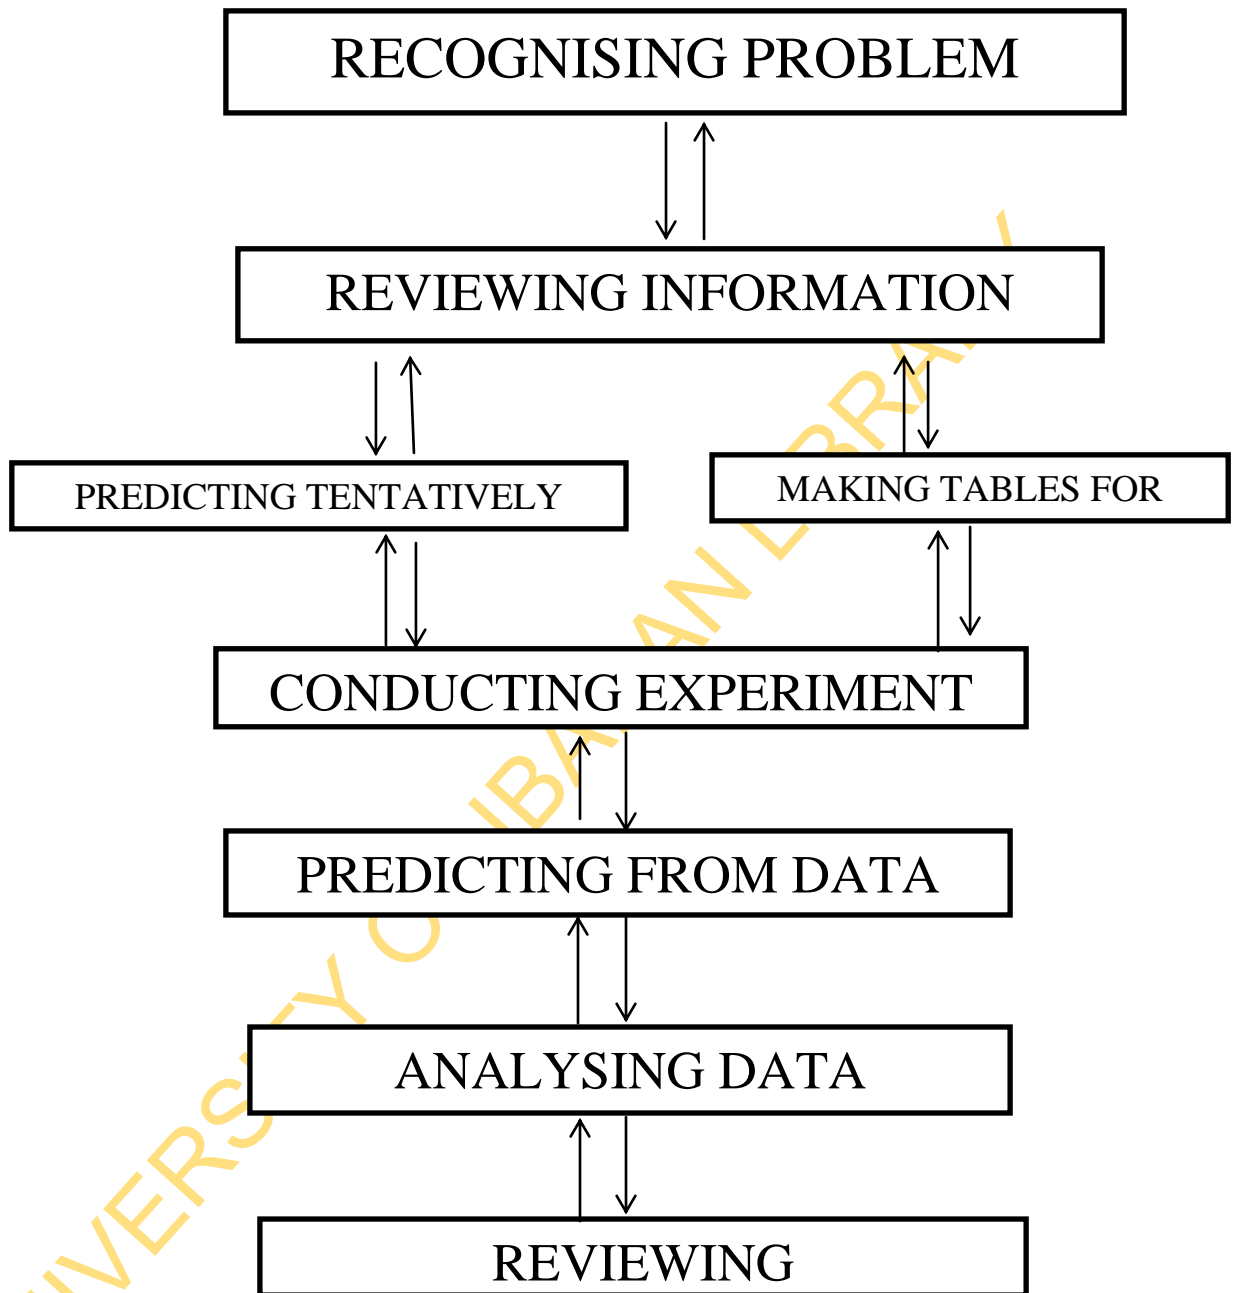 RECOGNISING PROBLEM
REVIEWING INFORMATION
PREDICTING TENTATIVELY
MAKING TABLES FOR
CONDUCTING EXPERIMENT
PREDICTING FROM DATA
ANALYSING DATA
REVIEWING